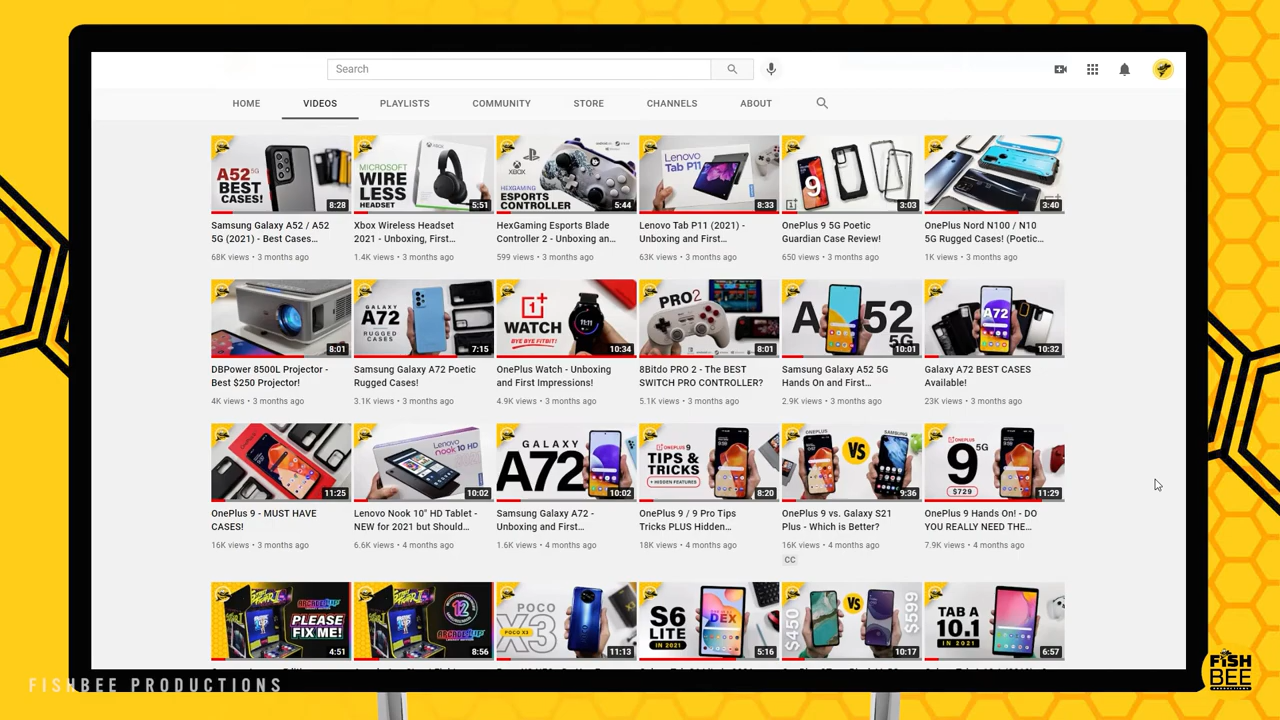 Search
HOME
VIDEOS
PLAYLISTS
COMMUNITY
STORE
CHANNELS
ABOUT
A52 5G
BEST
CASES!
8:28
MICROSOFT
WIRE
LESS
HEADSET
XBOX
5:51
XBOX
HEXGAMING
ESPORTS
CONTROLLER
5:44
Lenovo
Tab P11
8:33
9
3:03
3:40
Samsung Galaxy A52 / A52
5G (2021) - Best Cases...
68K views • 3 months ago
Xbox Wireless Headset
2021 - Unboxing, First...
1.4K views • 3 months ago
HexGaming Esports Blade
Controller 2 - Unboxing an...
599 views • 3 months ago
Lenovo Tab P11 (2021) -
Unboxing and First...
63K views • 3 months ago
OnePlus 9 5G Poetic
Guardian Case Review!
650 views • 3 months ago
OnePlus Nord N100 / N10
5G Rugged Cases! (Poetic...
1K views • 3 months ago
8:01
GALAXY
A72
RUGGED
CASES
7:15
WATCH
BYE BYE FITBIT!
11:11
10:34
PRO2
8:01
A52
5G
10:01
A72
10:32
DBPower 8500L Projector -
Best $250 Projector!
4K views • 3 months ago
Samsung Galaxy A72 Poetic
Rugged Cases!
3.1K views • 3 months ago
OnePlus Watch - Unboxing
and First Impressions!
4.9K views • 3 months ago
8Bitdo PRO 2 - The BEST
SWITCH PRO CONTROLLER?
5.1K views • 3 months ago
Samsung Galaxy A52 5G
Hands On and First...
2.9K views • 3 months ago
Galaxy A72 BEST CASES
Available!
23K views • 3 months ago
11:25
Lenovo
nook 10 HD
10:02
GALAXY
A72
10:02
ONEPLUS 9
TIPS &
TRICKS
+ HIDDEN FEATURES
8:20
ONEPLUS
VS
SAMSUNG
9:36
ONEPLUS
9 5G
$729
11:29
OnePlus 9 - MUST HAVE
CASES!
16K views • 3 months ago
Lenovo Nook 10" HD Tablet -
NEW for 2021 but Should...
6.6K views • 4 months ago
Samsung Galaxy A72 -
Unboxing and First...
1.6K views • 4 months ago
OnePlus 9 / 9 Pro Tips
Tricks PLUS Hidden...
18K views • 4 months ago
OnePlus 9 vs. Galaxy S21
Plus - Which is Better?
16K views • 4 months ago
CC
OnePlus 9 Hands On! - DO
YOU REALLY NEED THE...
7.9K views • 4 months ago
PLEASE
FIX ME!
4:51
12
8:56
POCO
X3
POCO X3
11:13
S6
LITE
IN 2021
DEX
5:16
$450
VS
$599
10:17
TAB A
10.1
IN 2021
6:57
FISHBEE PRODUCTIONS
FISH
BEE
PRODUCTIONS